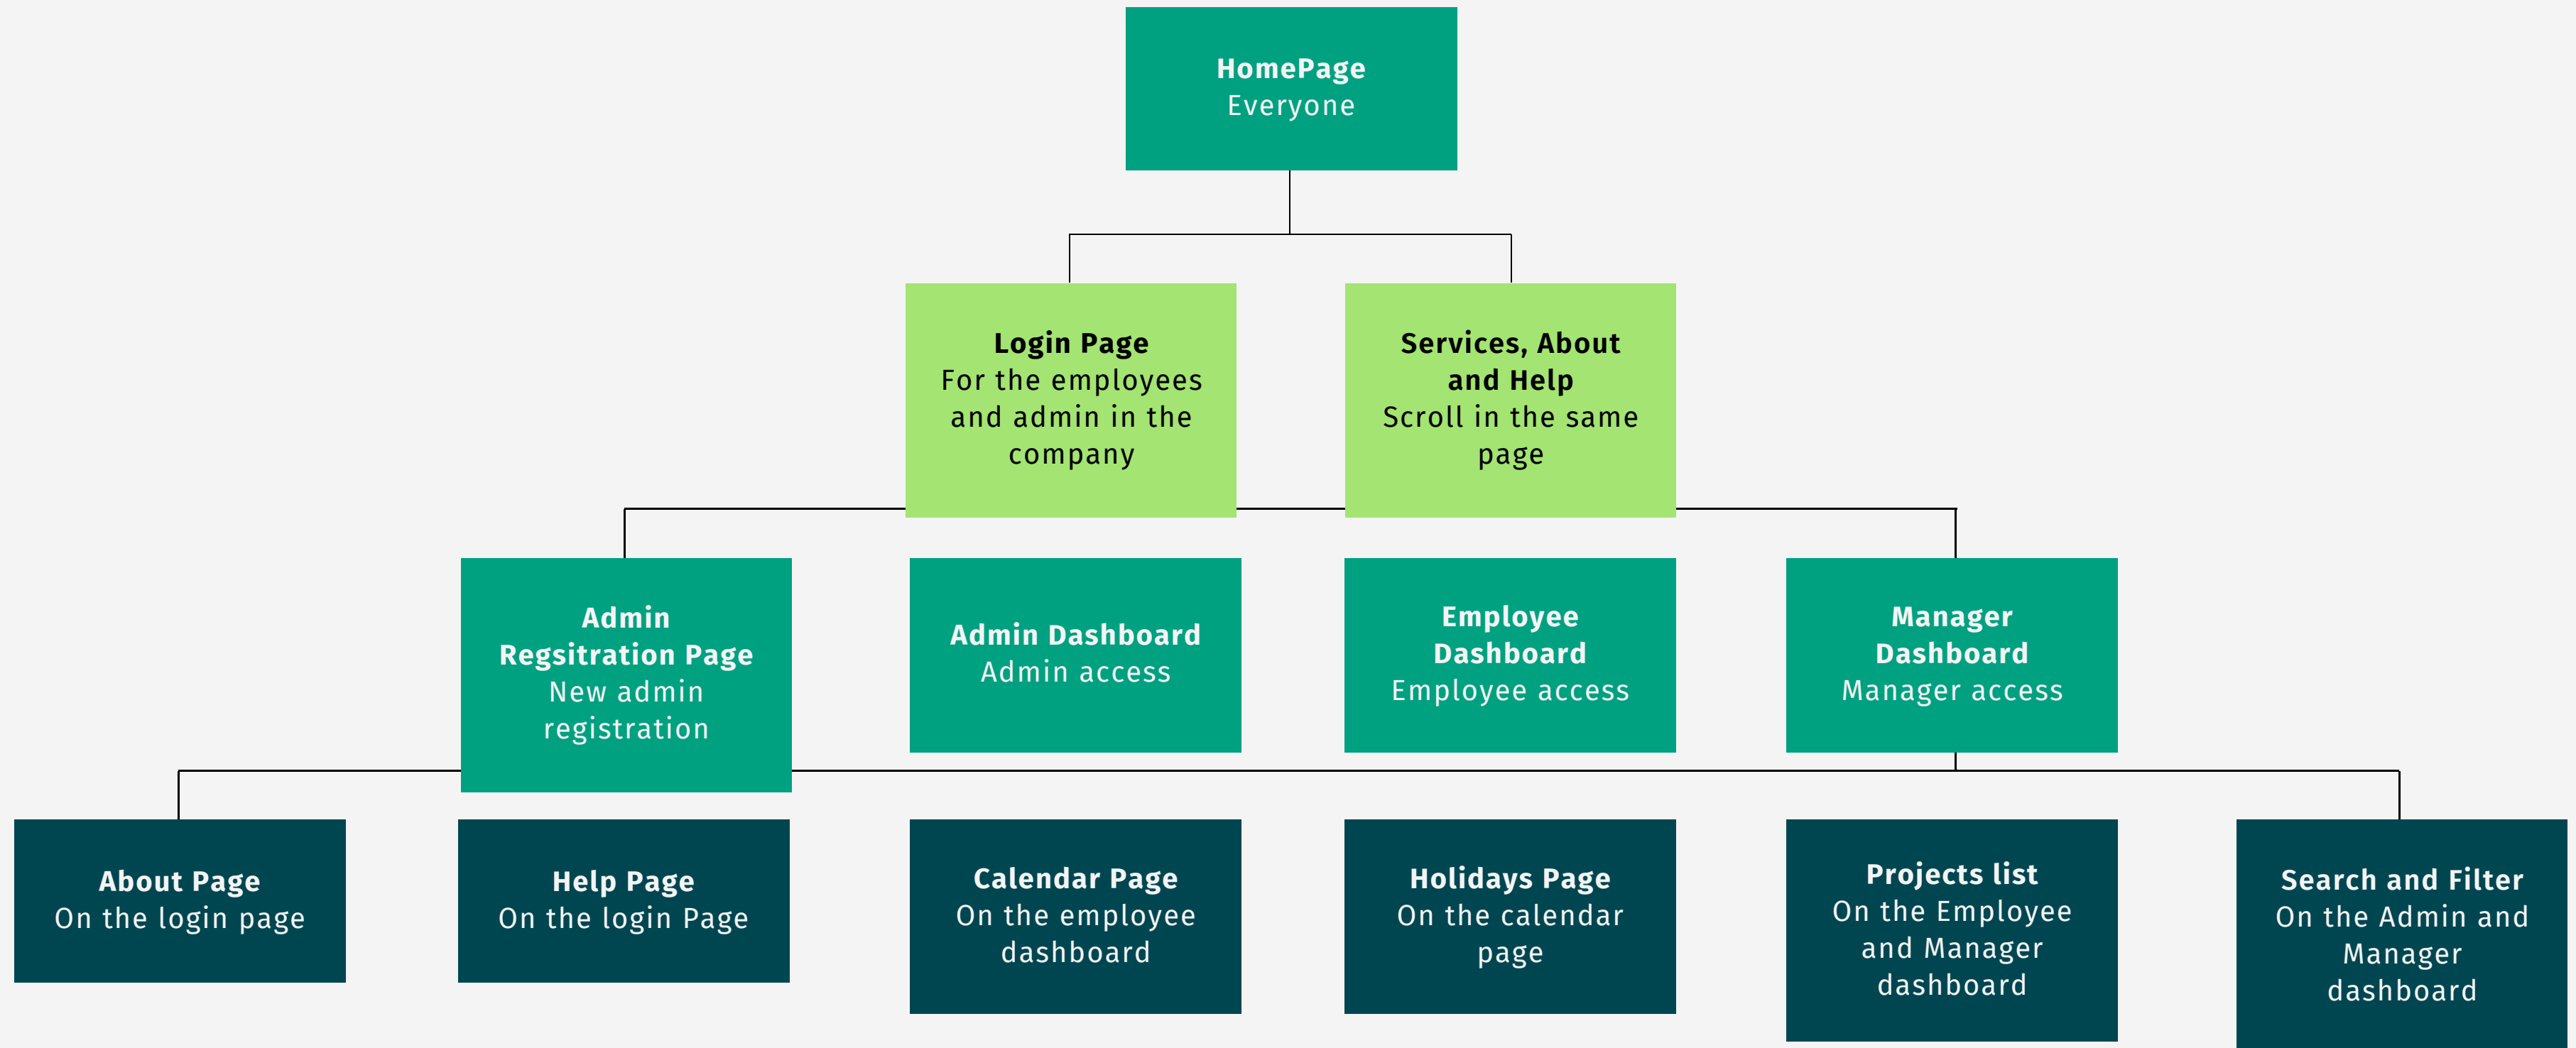 HomePage
Everyone
Login Page
For the employees
and admin in the
company
Services, About
and Help
Scroll in the same
page
Admin
Regsitration Page
New admin
registration
Admin Dashboard
Admin access
Employee
Dashboard
Employee access
Manager
Dashboard
Manager access
About Page
On the login page
Help Page
On the login Page
Calendar Page
On the employee
dashboard
Holidays Page
On the calendar
page
Projects list
On the Employee
and Manager
dashboard
Search and Filter
On the Admin and
Manager
dashboard